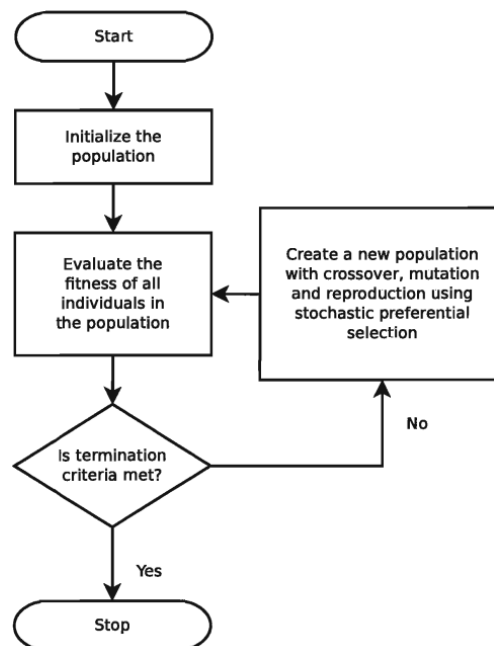 Start
Initialize the
population
Evaluate the
fitness of all
individuals in
the population
Create a new population
with crossover, mutation
and reproduction using
stochastic preferential
selection
Is termination
criteria met?
No
Yes
Stop